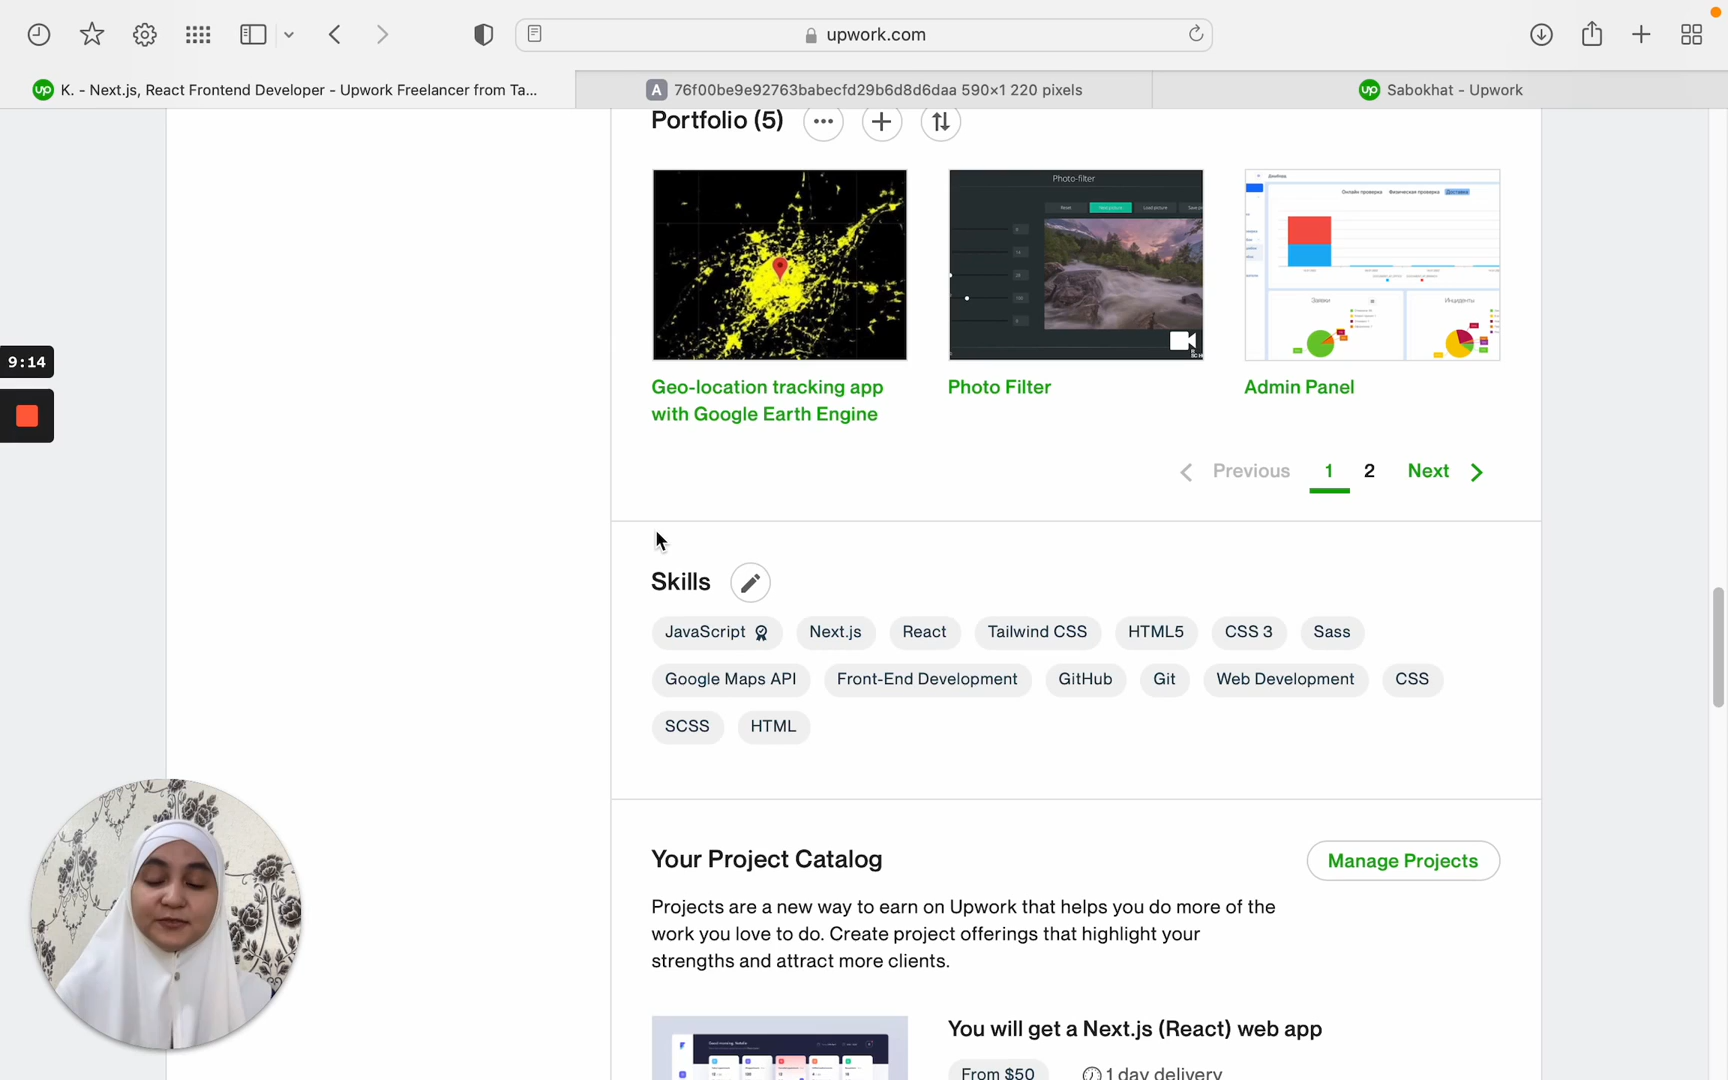 upwork.com
K. - Next.js, React Frontend Developer - Upwork Freelancer from Ta...
76f00be9e92763babecfd29b6d8d6daa 590×1 220 pixels
Sabokhat - Upwork
Portfolio (5)
Photo-filter
9:14
Geo-location tracking app
with Google Earth Engine
Photo Filter
Admin Panel
Previous 1 2 Next
Skills
JavaScript Next.js React Tailwind CSS HTML5 CSS 3 Sass
Google Maps API Front-End Development GitHub Git Web Development CSS
SCSS HTML
Your Project Catalog
Manage Projects
Projects are a new way to earn on Upwork that helps you do more of the
work you love to do. Create project offerings that highlight your
strengths and attract more clients.
You will get a Next.js (React) web app
From $50 1 day delivery